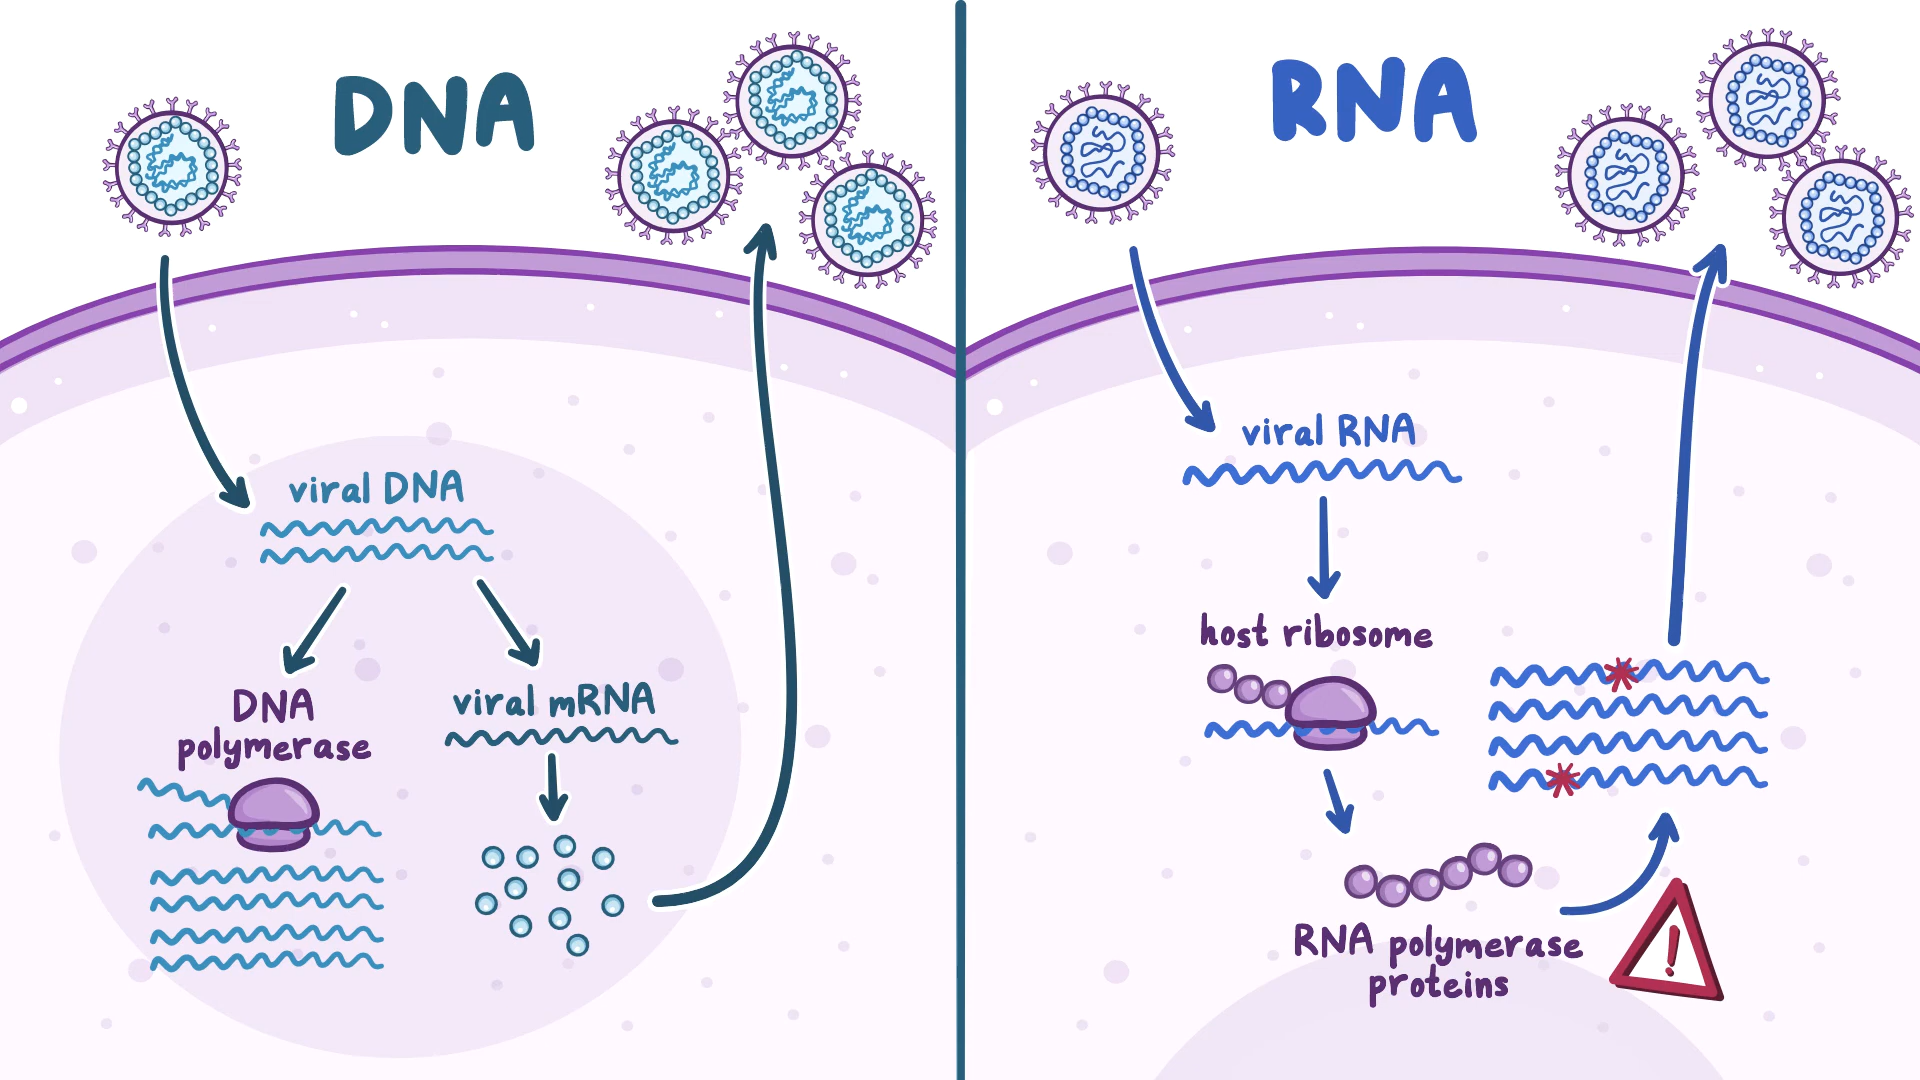 DNA
viral DNA
DNA
polymerase
viral mRNA
RNA
viral RNA
host ribosome
RNA polymerase
proteins
!